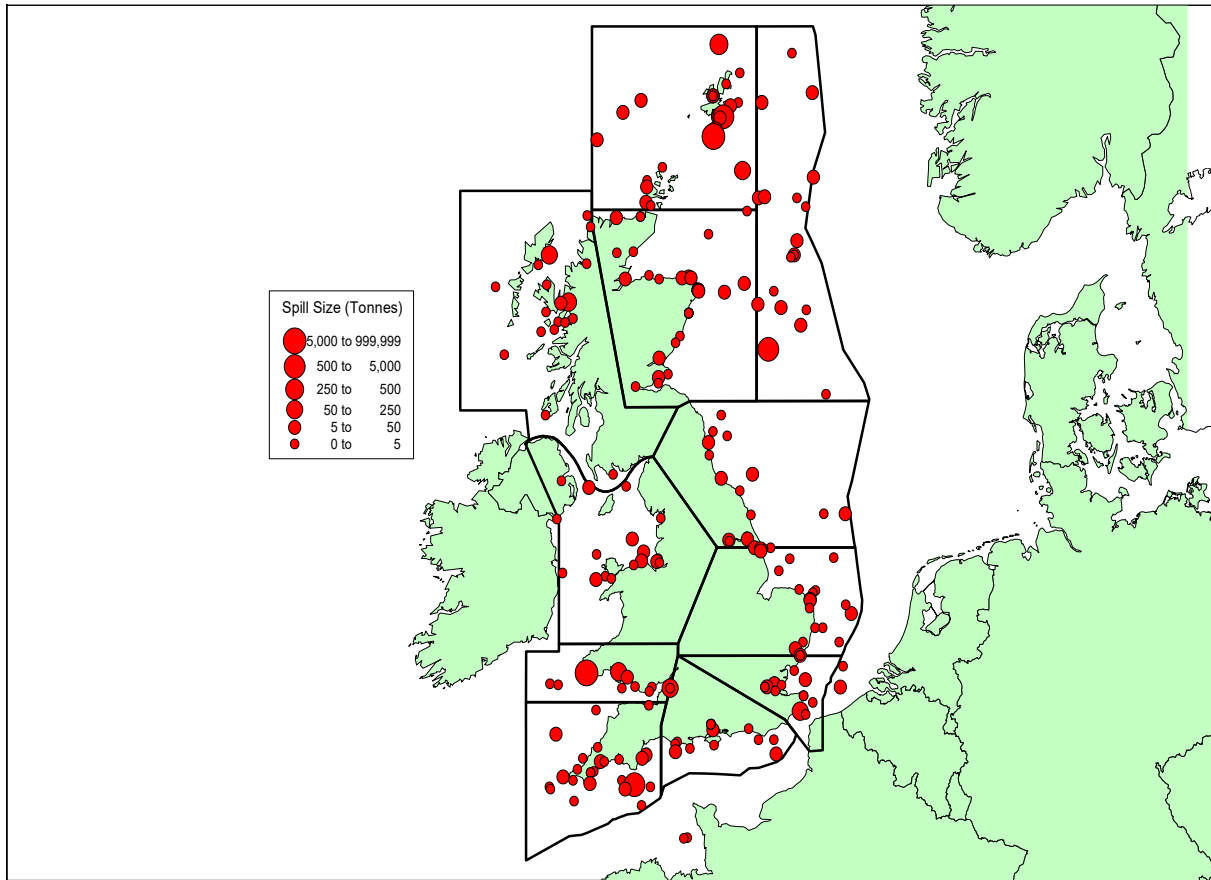 Spill Size (Tonnes)
5,000 to 999,999
500 to 5,000
250 to 500
50 to 250
5 to 50
0 to 5